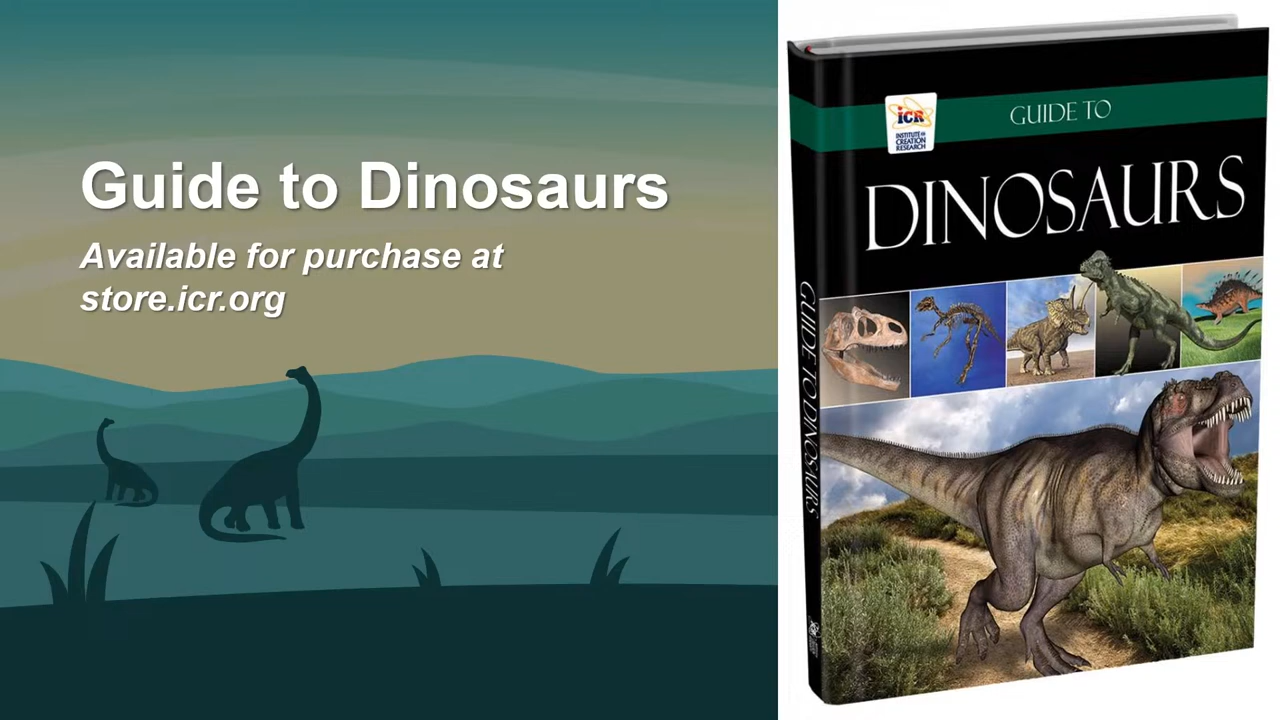 Guide to Dinosaurs
Available for purchase at
store.icr.org
GUIDE TO
iCR
INSTITUTE for
CREATION
RESEARCH
DINOSAURS
GUIDE TO DINOSAURS